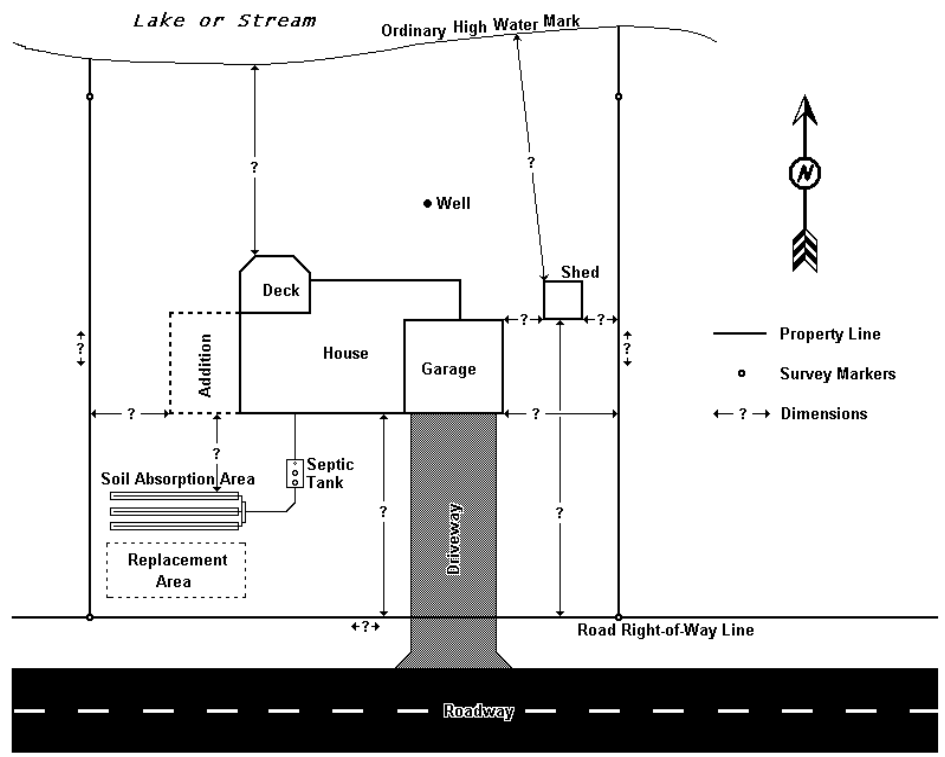 Lake or Stream
Ordinary High Water Mark
N
?
?
Well
Shed
Deck
?
?
?
?
Property Line
Addition
House
Garage
Survey Markers
?
?
← ? → Dimensions
?
Septic
Tank
Soil Absorption Area
?
?
Driveway
Replacement
Area
?
Road Right-of-Way Line
Roadway